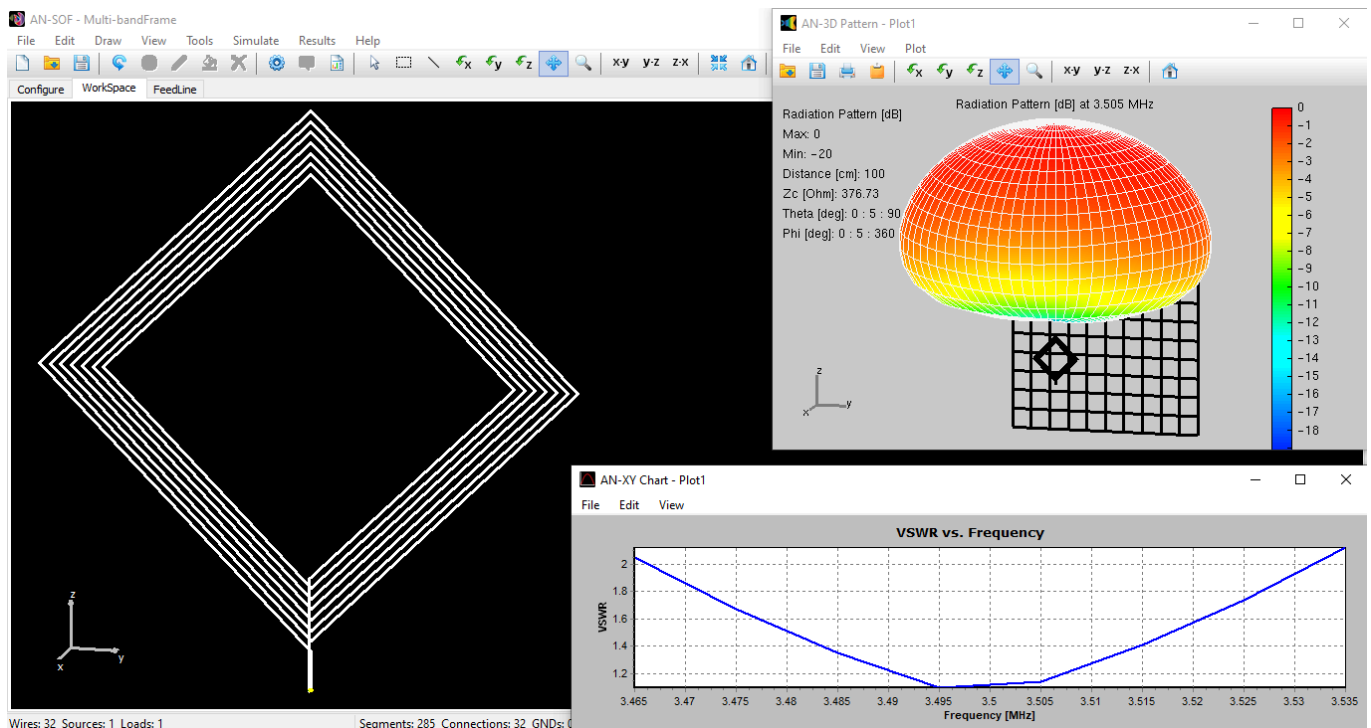 AN-SOF - Multi-bandFrame
File Edit Draw View Tools Simulate Results Help
x-y y-z z-x
Configure WorkSpace FeedLine
z
x
y
Wires: 32 Sources: 1 Loads: 1
Segments: 285 Connections: 32 GNDs:
AN-3D Pattern - Plot1
File Edit View Plot
x y z x-y y-z z-x
Radiation Pattern [dB] at 3.505 MHz
Radiation Pattern [dB]
Max: 0
Min: -20
Distance [cm]: 100
Zc [Ohm]: 376.73
Theta [deg]: 0 : 5 : 90
Phi [deg]: 0 : 5 : 360
0
-1
-2
-3
-4
-5
-6
-7
-8
-9
-10
-11
-12
-13
-14
-15
-16
-17
-18
z
x
y
AN-XY Chart - Plot1
File Edit View
VSWR vs. Frequency
VSWR
2
1.8
1.6
1.4
1.2
3.465 3.47 3.475 3.48 3.485 3.49 3.495 3.5 3.505 3.51 3.515 3.52 3.525 3.53 3.535
Frequency [MHz]